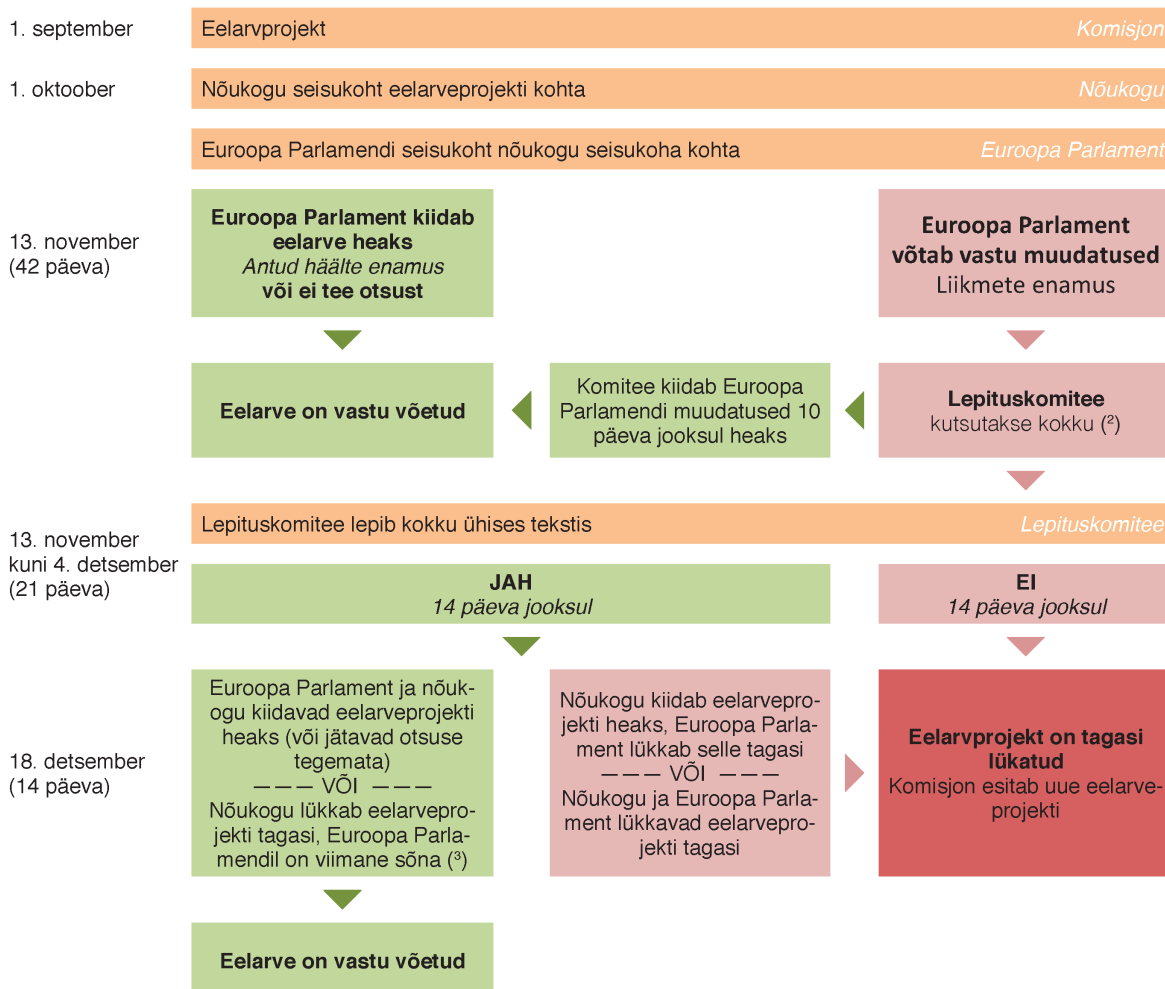 1. september
Eelarvprojekt
Komisjon
1. oktoober
Nõukogu seisukoht eelarveprojekti kohta
Nõukogu
Euroopa Parlamendi seisukoht nõukogu seisukoha kohta
Euroopa Parlament
13. november
(42 päeva)
Euroopa Parlament kiidab
eelarve heaks
Antud häälte enamus
või ei tee otsust
Euroopa Parlament
võtab vastu muudatused
Liikmete enamus
Eelarve on vastu võetud
Komitee kiidab Euroopa
Parlamendi muudatused 10
päeva jooksul heaks
Lepituskomitee
kutsutakse kokku (²)
13. november
kuni 4. detsember
(21 päeva)
Lepituskomitee lepib kokku ühises tekstis
Lepituskomitee
JAH
14 päeva jooksul
EI
14 päeva jooksul
18. detsember
(14 päeva)
Euroopa Parlament ja nõuk-
ogu kiidavad eelarveprojekti
heaks (või jätavad otsuse
tegemata)
––– VÕI –––
Nõukogu lükkab eelarvepro-
jekti tagasi, Euroopa Parla-
mendil on viimane sõna (³)
Nõukogu kiidab eelarvepro-
jekti heaks, Euroopa Parla-
ment lükkab selle tagasi
––– VÕI –––
Nõukogu ja Euroopa Parla-
ment lükkavad eelarvepro-
jekti tagasi
Eelarvprojekt on tagasi
lükatud
Komisjon esitab uue eelarve-
projekti
Eelarve on vastu võetud